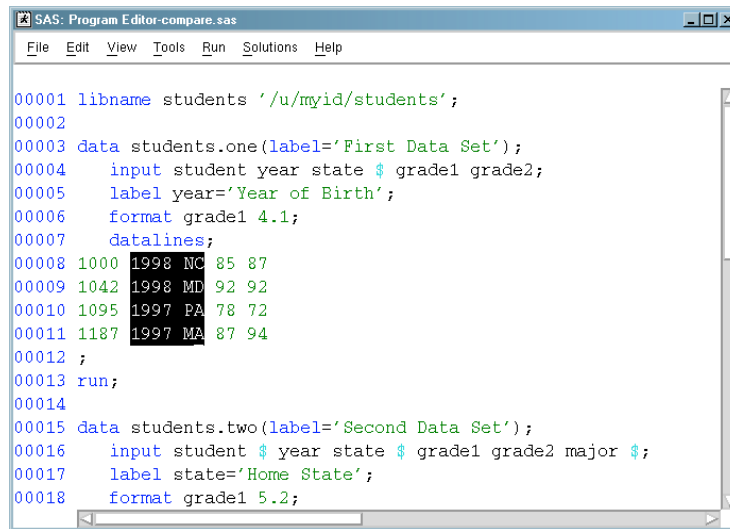 SAS: Program Editor-compare.sas
File Edit View Tools Run Solutions Help
00001 libname students '/u/myid/students';
00002
00003 data students.one(label='First Data Set');
00004    input student year state $ grade1 grade2;
00005    label year='Year of Birth';
00006    format grade1 4.1;
00007    datalines;
00008 1000 1998 NC 85 87
00009 1042 1998 MD 92 92
00010 1095 1997 PA 78 72
00011 1187 1997 MA 87 94
00012 ;
00013 run;
00014
00015 data students.two(label='Second Data Set');
00016    input student $ year state $ grade1 grade2 major $;
00017    label state='Home State';
00018    format grade1 5.2;